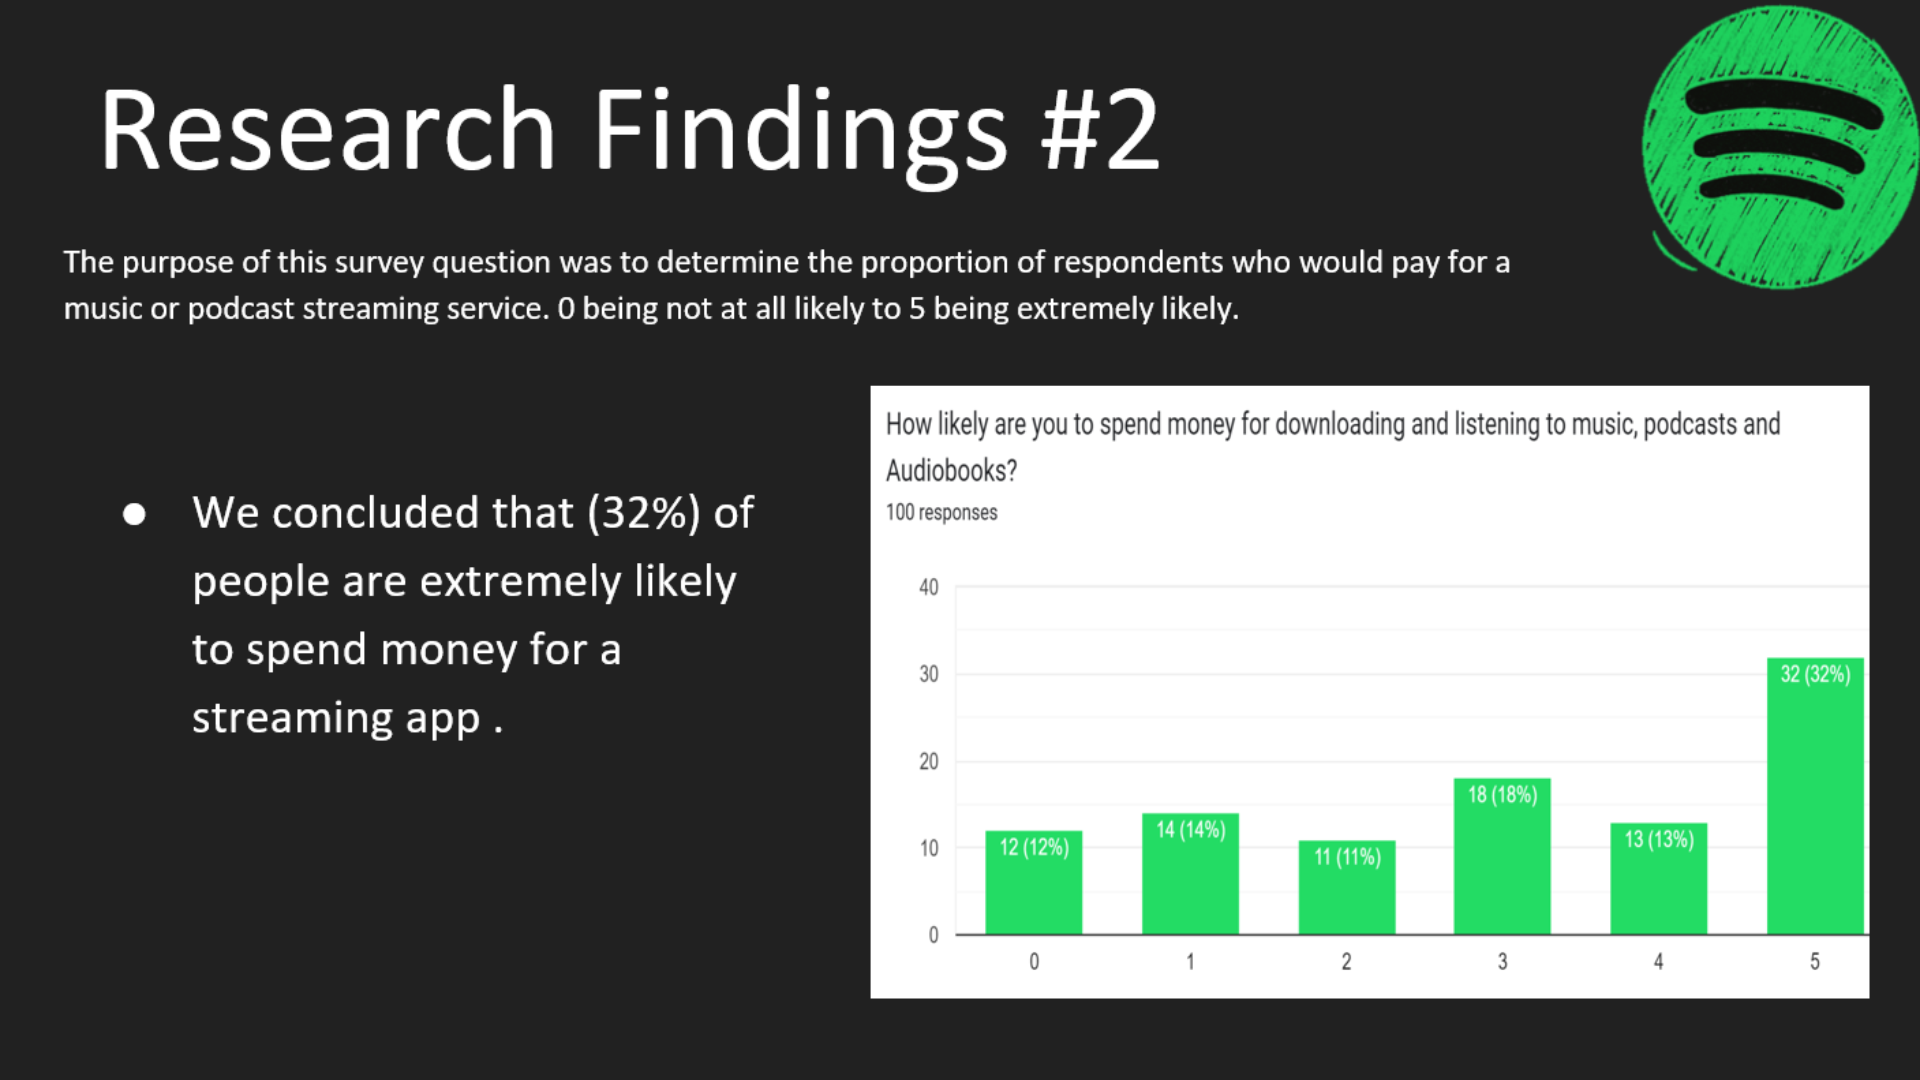 Research Findings #2
The purpose of this survey question was to determine the proportion of respondents who would pay for a
music or podcast streaming service. 0 being not at all likely to 5 being extremely likely.
● We concluded that (32%) of
people are extremely likely
to spend money for a
streaming app .
How likely are you to spend money for downloading and listening to music, podcasts and
Audiobooks?
100 responses
40
30
20
10
0
12 (12%)
14 (14%)
11 (11%)
18 (18%)
13 (13%)
32 (32%)
0 1 2 3 4 5